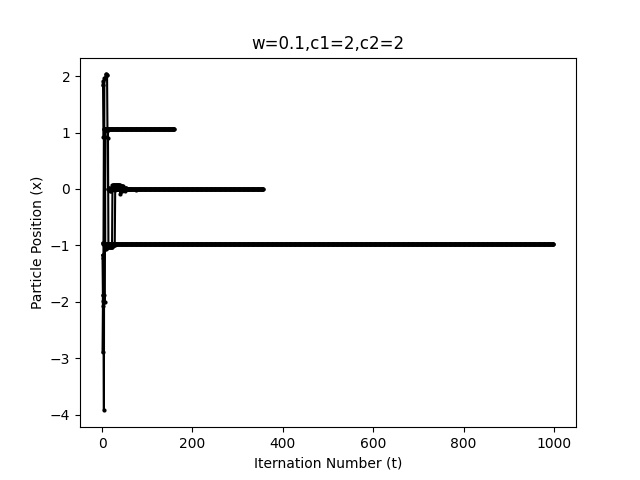 w=0.1,c1=2,c2=2
2
1
0
−1
−2
−3
−4
Particle Position (x)
0 200 400 600 800 1000
Iternation Number (t)